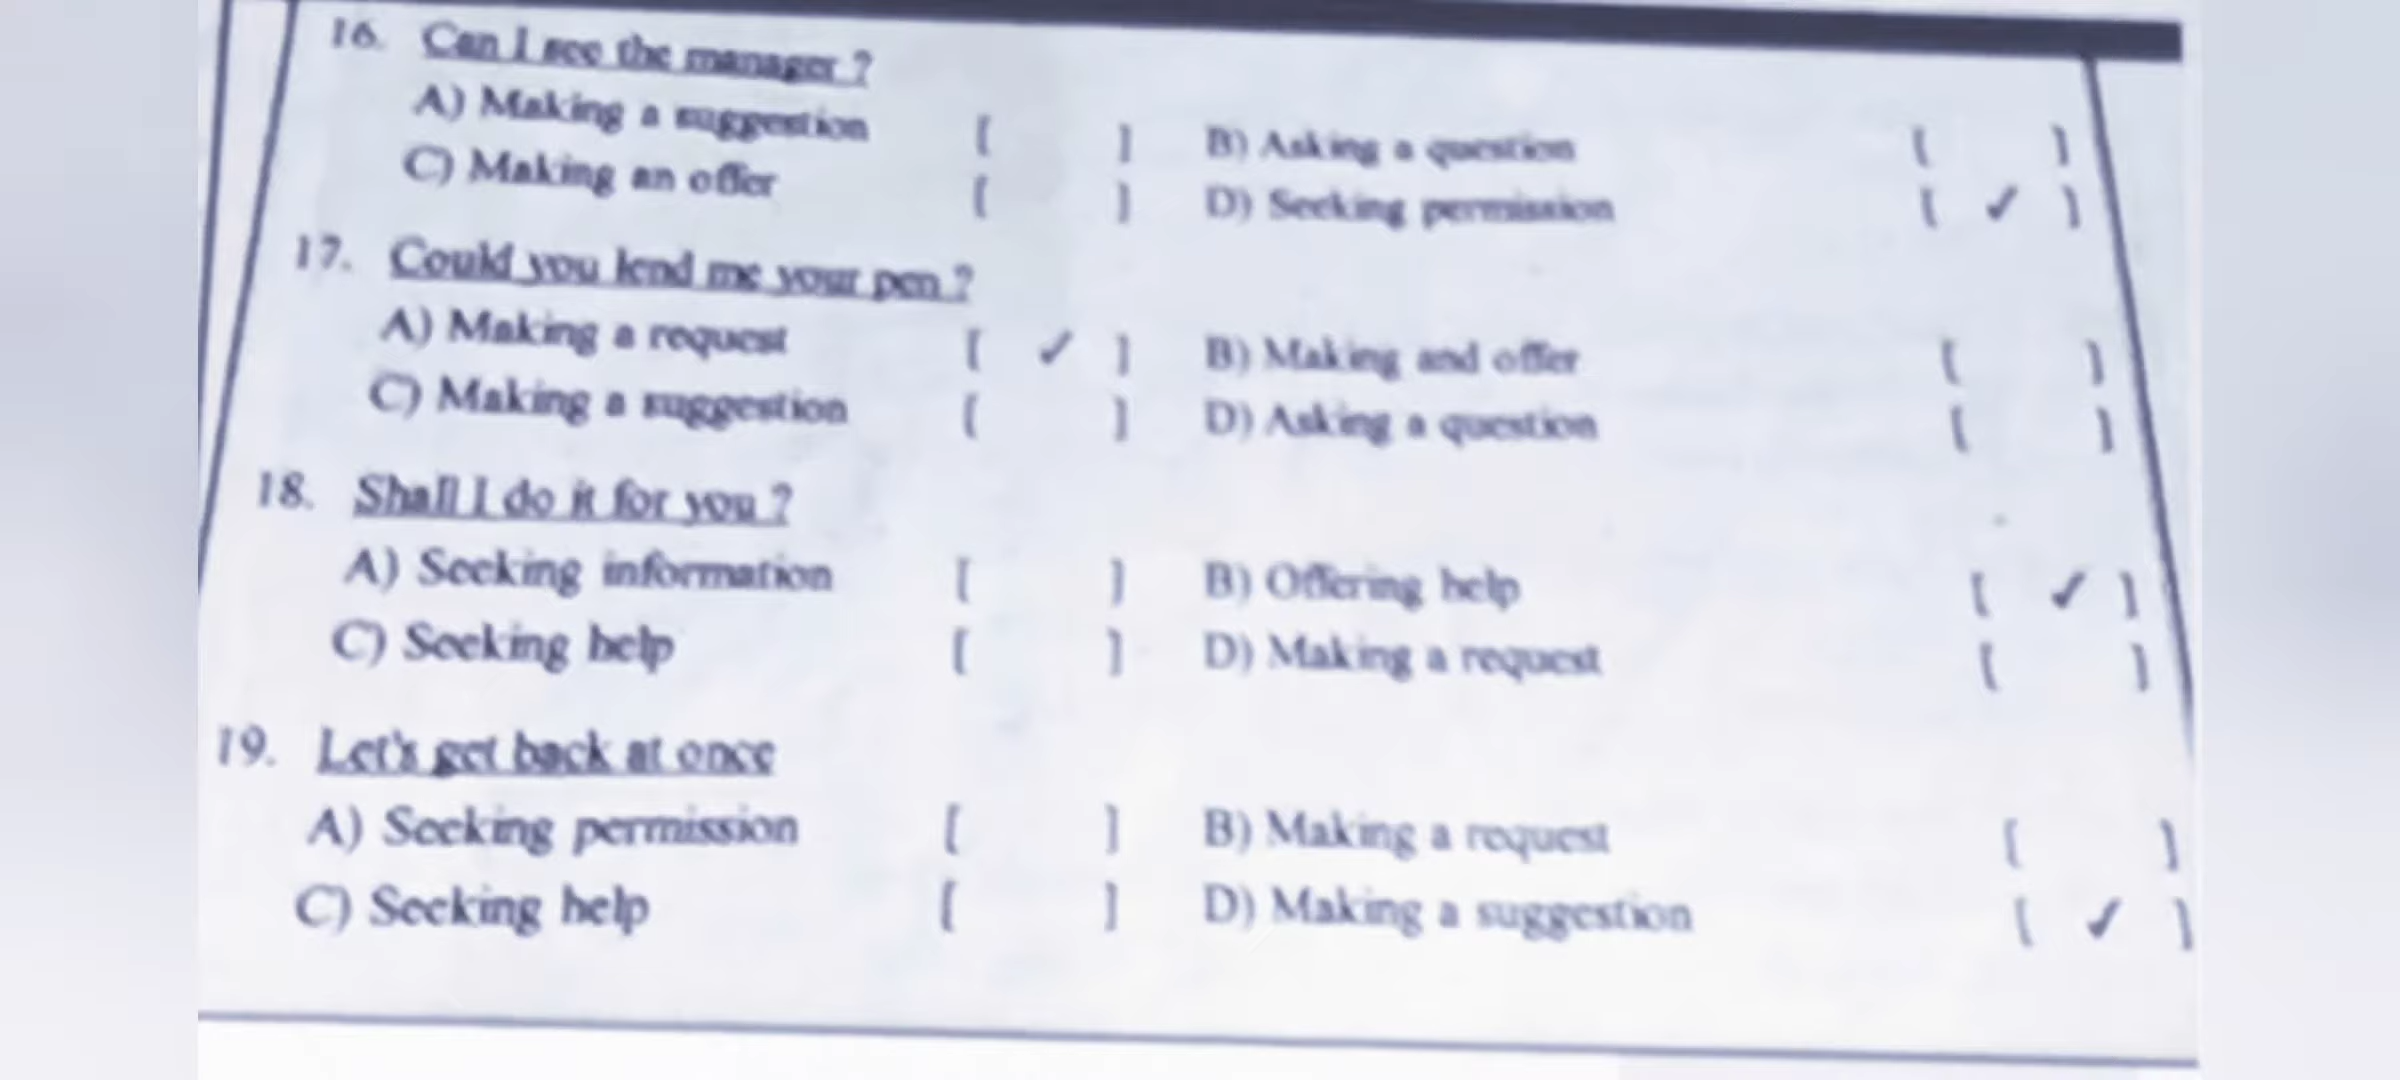 16. Can I see the manager ?
A) Making a suggestion [ ] B) Asking a question [ ]
C) Making an offer [ ] D) Seeking permission [ ✓ ]
17. Could you lend me your pen ?
A) Making a request [ ✓ ] B) Making and offer [ ]
C) Making a suggestion [ ] D) Asking a question [ ]
18. Shall I do it for you ?
A) Seeking information [ ] B) Offering help [ ✓ ]
C) Seeking help [ ] D) Making a request [ ]
19. Let's get back at once
A) Seeking permission [ ] B) Making a request [ ]
C) Seeking help [ ] D) Making a suggestion [ ✓ ]